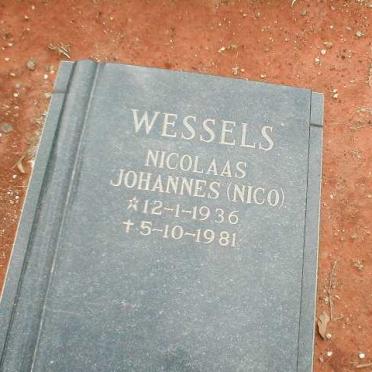 WESSELS
NICOLAAS
JOHANNES (NICO)
☆12-1-1936
†5-10-1981